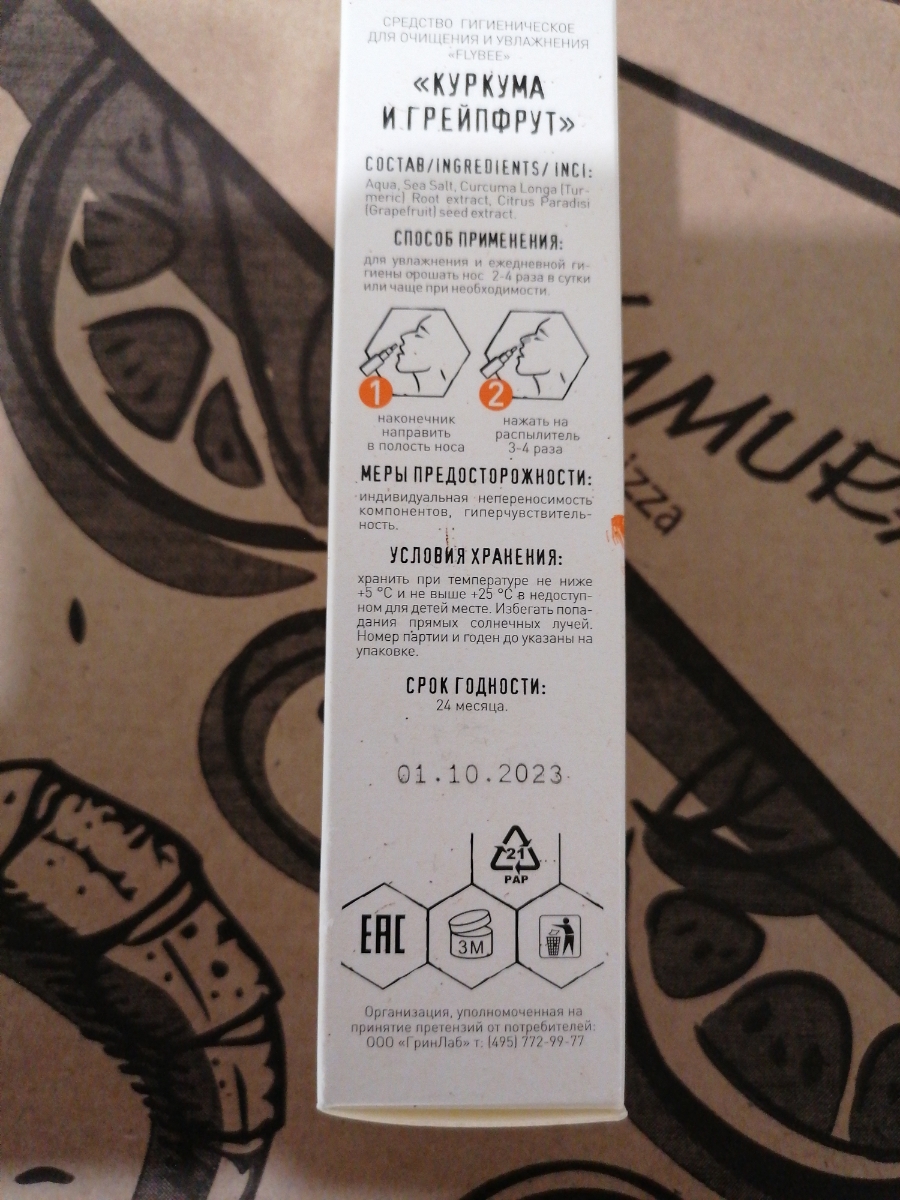 СРЕДСТВО ГИГИЕНИЧЕСКОЕ
ДЛЯ ОЧИЩЕНИЯ И УВЛАЖНЕНИЯ
«FLYBEE»
«КУРКУМА
И ГРЕЙПФРУТ»
СОСТАВ/INGREDIENTS/ INCI:
Aqua, Sea Salt, Curcuma Longa (Tur-
meric) Root extract, Citrus Paradisi
(Grapefruit) seed extract.
СПОСОБ ПРИМЕНЕНИЯ:
для увлажнения и ежедневной ги-
гиены орошать нос 2-4 раза в сутки
или чаще при необходимости.
1
наконечник
направить
в полость носа
2
нажать на
распылитель
3-4 раза
МЕРЫ ПРЕДОСТОРОЖНОСТИ:
индивидуальная непереносимость
компонентов, гиперчувствитель-
ность.
УСЛОВИЯ ХРАНЕНИЯ:
хранить при температуре не ниже
+5 °С и не выше +25 °С в недоступ-
ном для детей месте. Избегать попа-
дания прямых солнечных лучей.
Номер партии и годен до указаны на
упаковке.
СРОК ГОДНОСТИ:
24 месяца.
01.10.2023
21
PAP
EAC
3M
Организация, уполномоченная на
принятие претензий от потребителей:
ООО «ГринЛаб» т. (495) 772-99-77
izza